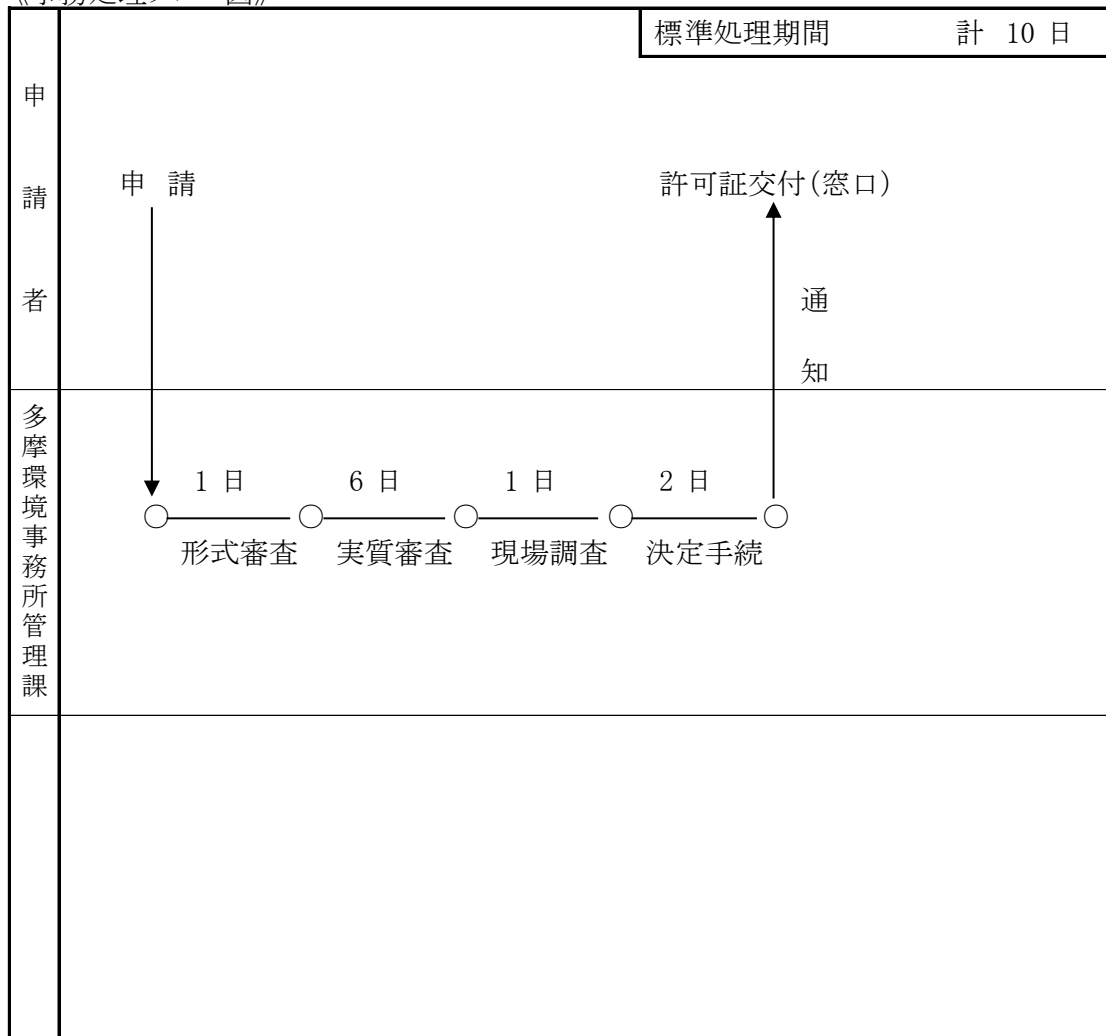 標準処理期間 計 10 日
申請者
申 請
許可証交付(窓口)
通知
多摩環境事務所管理課
1 日 6 日 1 日 2 日
形式審査 実質審査 現場調査 決定手続